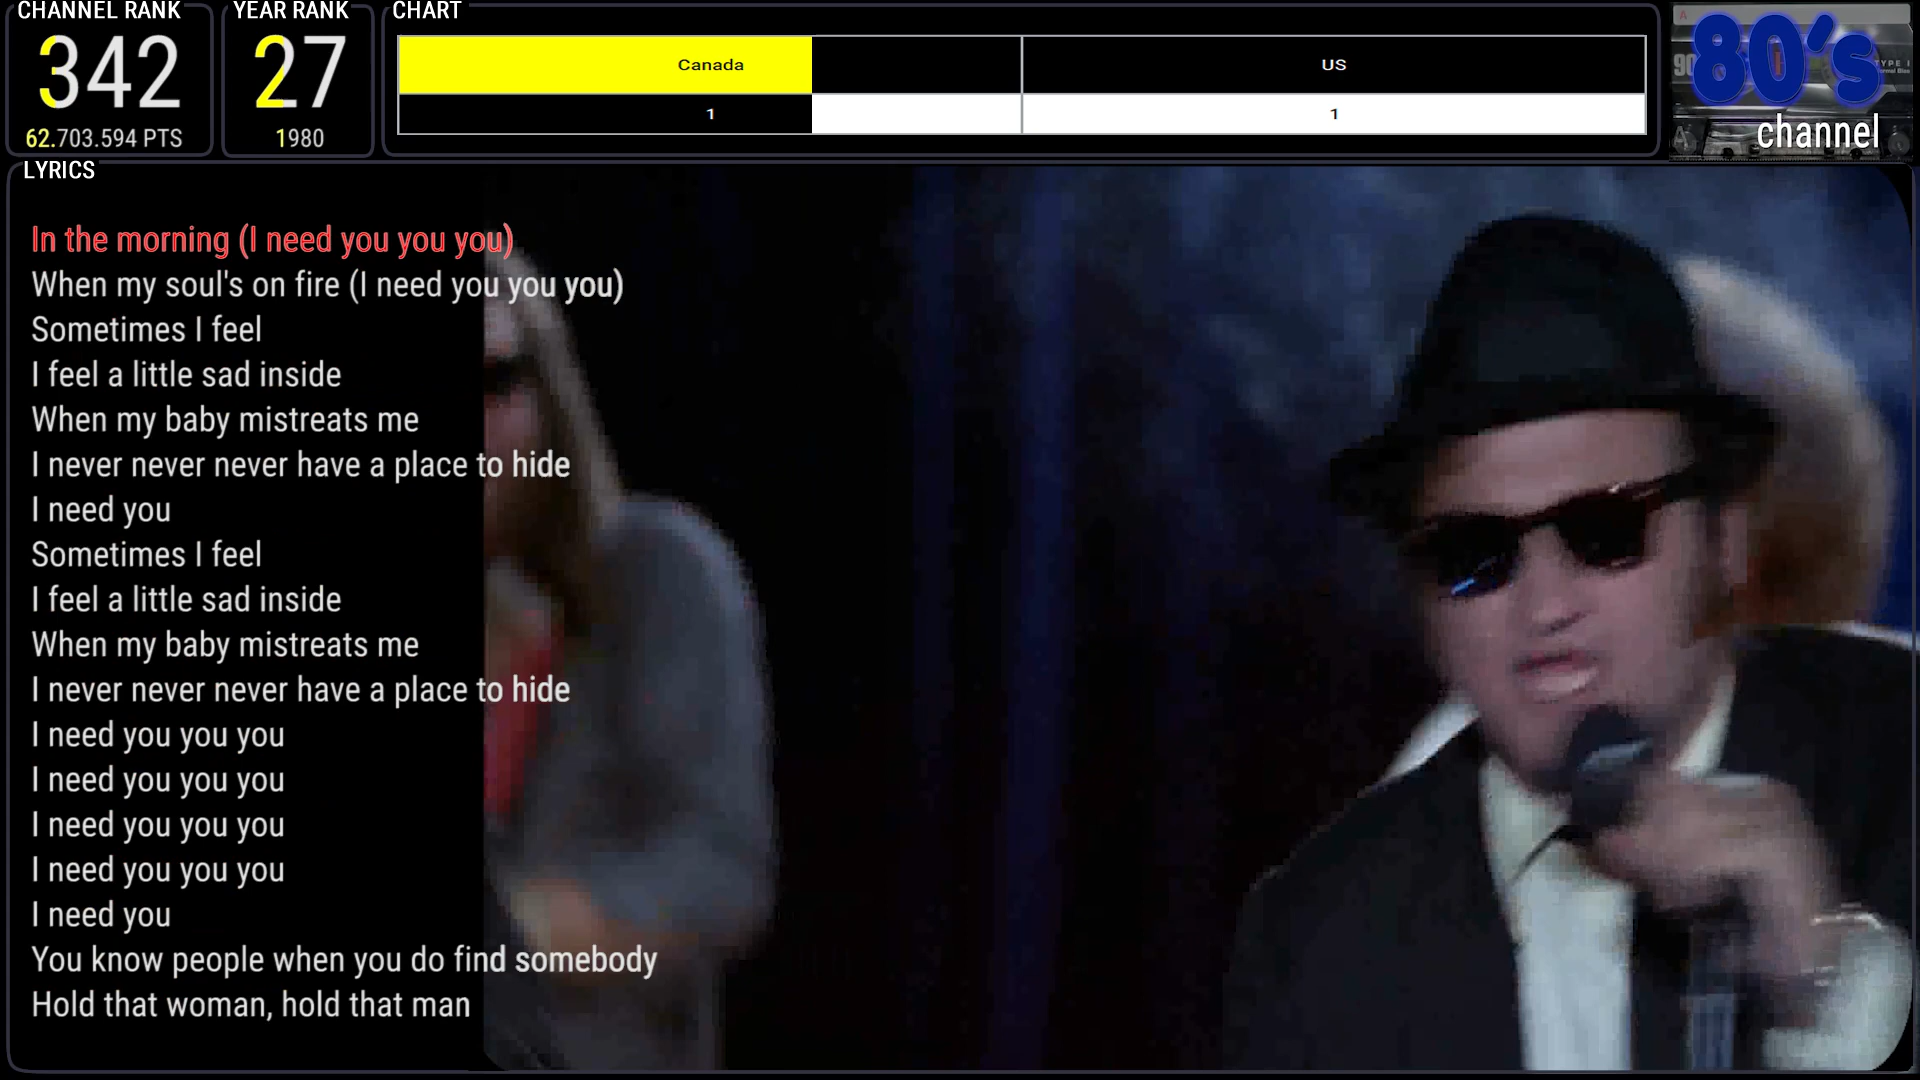 CHANNEL RANK
342
62.703.594 PTS
YEAR RANK
27
1980
CHART
Canada
US
1
1
80's
channel
A
90
TYPE I
A
LYRICS
In the morning (I need you you you)
When my soul's on fire (I need you you you)
Sometimes I feel
I feel a little sad inside
When my baby mistreats me
I never never never have a place to hide
I need you
Sometimes I feel
I feel a little sad inside
When my baby mistreats me
I never never never have a place to hide
I need you you you
I need you you you
I need you you you
I need you you you
I need you
You know people when you do find somebody
Hold that woman, hold that man